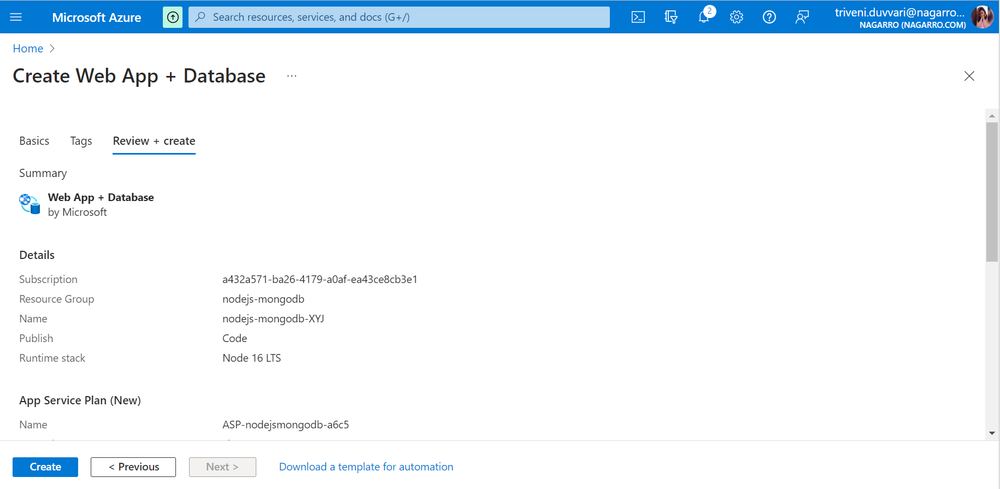 Microsoft Azure
Search resources, services, and docs (G+/)
2
triveni.duvvari@nagarro...
NAGARRO (NAGARRO.COM)
Home >
Create Web App + Database ...
Basics Tags Review + create
Summary
Web App + Database
by Microsoft
Details
Subscription a432a571-ba26-4179-a0af-ea43ce8cb3e1
Resource Group nodejs-mongodb
Name nodejs-mongodb-XYJ
Publish Code
Runtime stack Node 16 LTS
App Service Plan (New)
Name ASP-nodejsmongodb-a6c5
Create < Previous Next > Download a template for automation